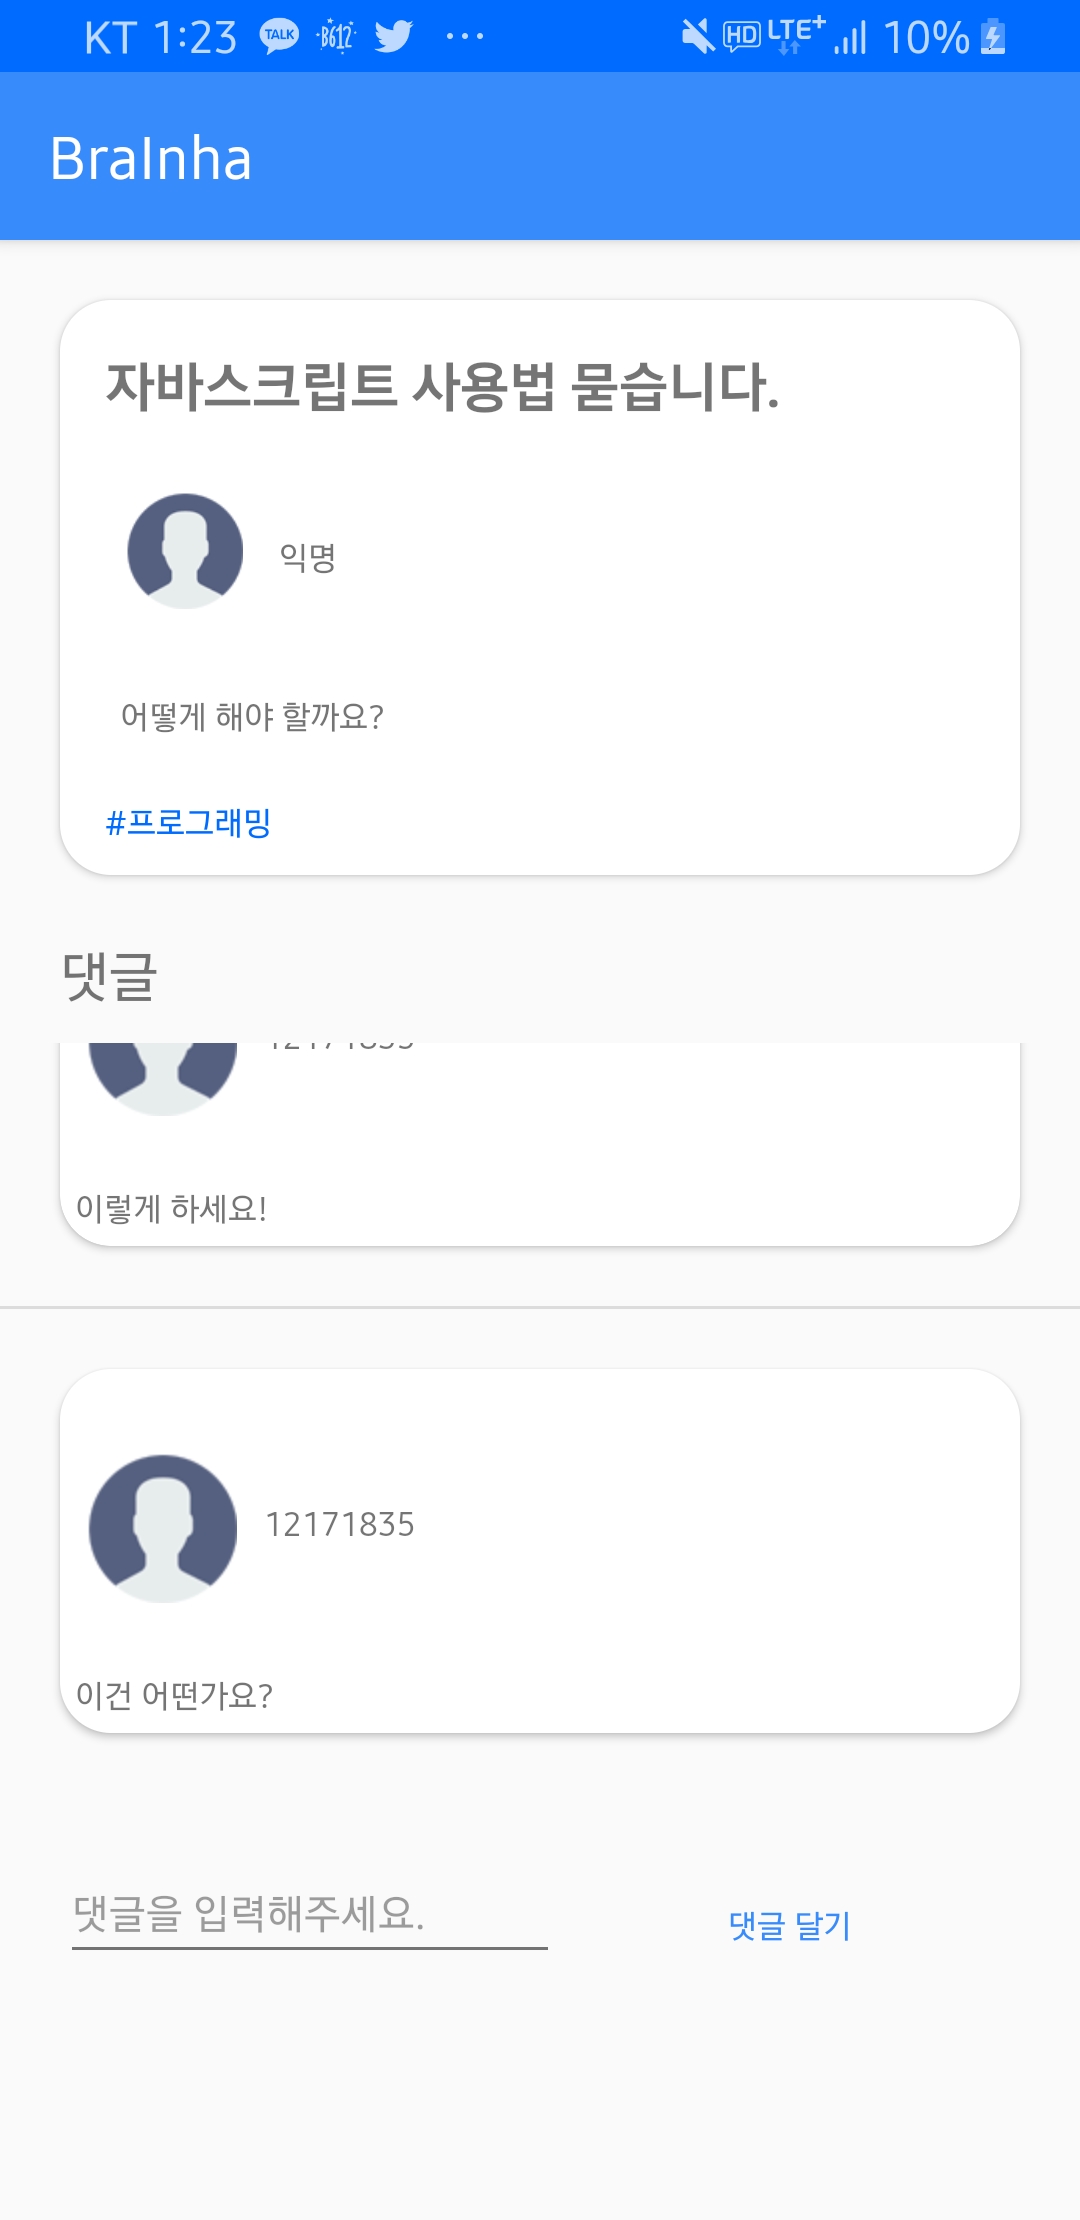 KT 1:23 TALK B612 ... HD LTE+ 10%
BraInha
자바스크립트 사용법 묻습니다.
익명
어떻게 해야 할까요?
#프로그래밍
댓글
이렇게 하세요!
12171835
이건 어떤가요?
댓글을 입력해주세요.
댓글 달기